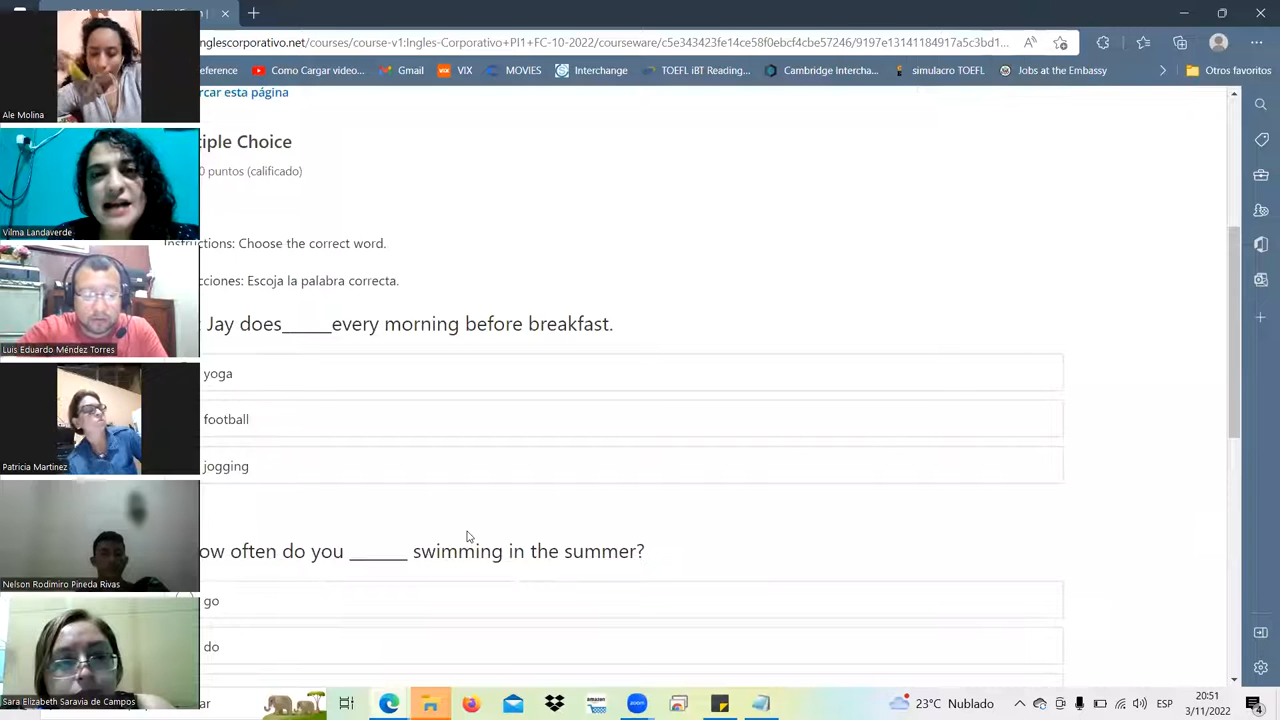 Ale Molina
Vilma Landaverde
Luis Eduardo Méndez Torres
Patricia Martinez
Nelson Rodimiro Pineda Rivas
Sara Elizabeth Saravia de Campos
nglescorporativo.net/courses/course-v1:Ingles-Corporativo+PI1+FC-10-2022/courseware/c5e343423fe14ce58f0ebcf4cbe57246/9197e13141184917a5c3bd1...
eference
Como Cargar video...
Gmail
VIX
MOVIES
Interchange
TOEFL iBT Reading...
Cambridge Intercha...
simuiacro TOEFL
Jobs at the Embassy
Otros favoritos
rcar esta página
tiple Choice
0 puntos (calificado)
Instructions: Choose the correct word.
cciones: Escoja la palabra correcta.
: Jay does_____every morning before breakfast.
yoga
football
jogging
ow often do you ______ swimming in the summer?
go
do
ar
23°C Nublado
ESP
20:51
3/11/2022
4